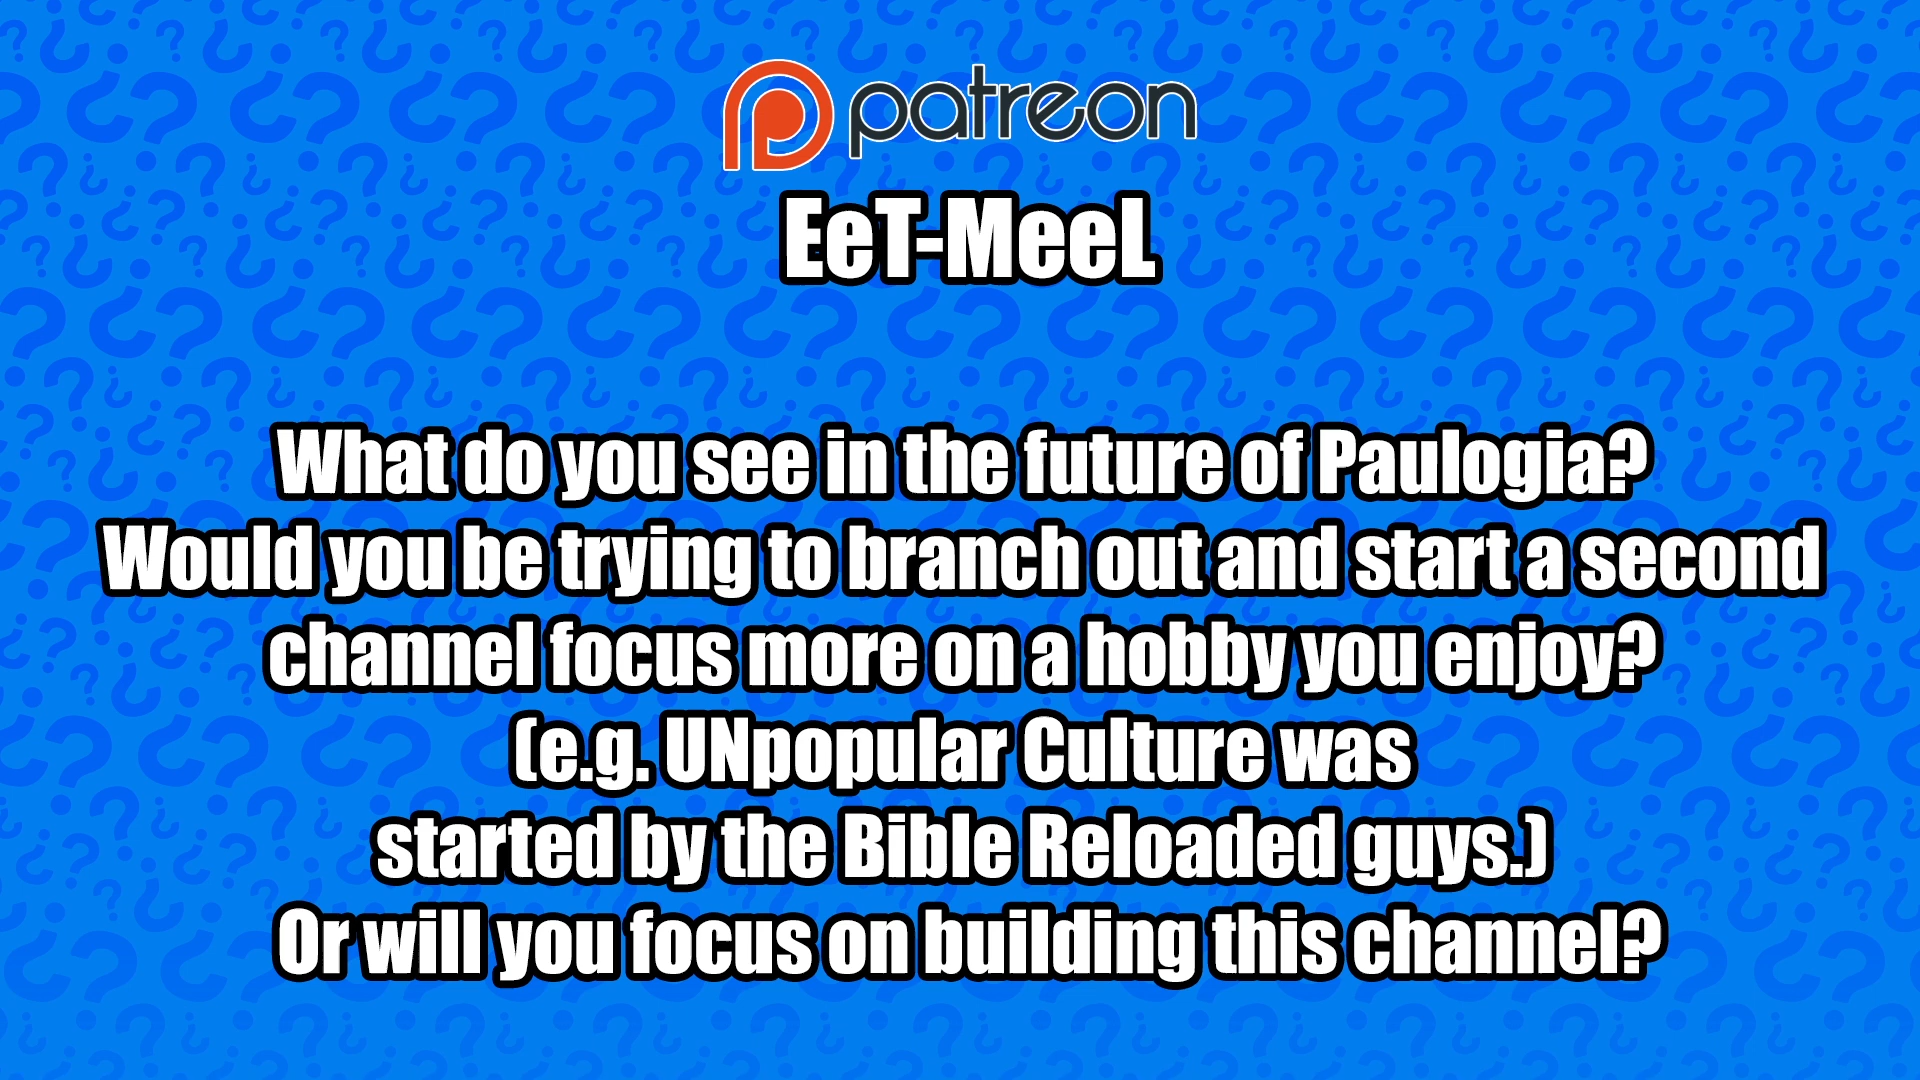 patreon
EeT-MeeL
What do you see in the future of Paulogia?
Would you be trying to branch out and start a second
channel focus more on a hobby you enjoy?
(e.g. UNpopular Culture was
started by the Bible Reloaded guys.)
Or will you focus on building this channel?